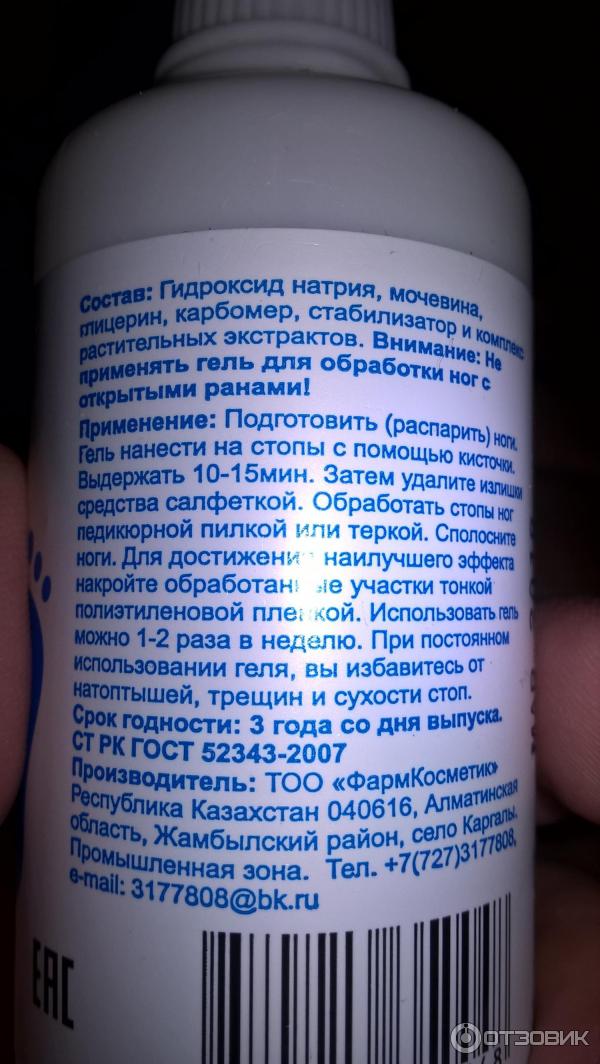 Состав: Гидроксид натрия, мочевина,
глицерин, карбомер, стабилизатор и комплекс
растительных экстрактов. Внимание: Не
применять гель для обработки ног с
открытыми ранами!
Применение: Подготовить (распарить) ноги.
Гель нанести на стопы с помощью кисточки.
Выдержать 10-15мин. Затем удалите излишки
средства салфеткой. Обработать стопы ног
педикюрной пилкой или теркой. Сполосните
ноги. Для достижения наилучшего эффекта
накройте обработанные участки тонкой
полиэтиленовой пленкой. Использовать гель
можно 1-2 раза в неделю. При постоянном
использовании геля, вы избавитесь от
натоптышей, трещин и сухости стоп.
Срок годности: 3 года со дня выпуска.
СТ РК ГОСТ 52343-2007
Производитель: ТОО «ФармКосметик»
Республика Казахстан 040616, Алматинская
область, Жамбылский район, село Каргалы,
Промышленная зона. Тел. +7(727)3177808,
e-mail: 3177808@bk.ru
EAC
8
ОТЗОВИК